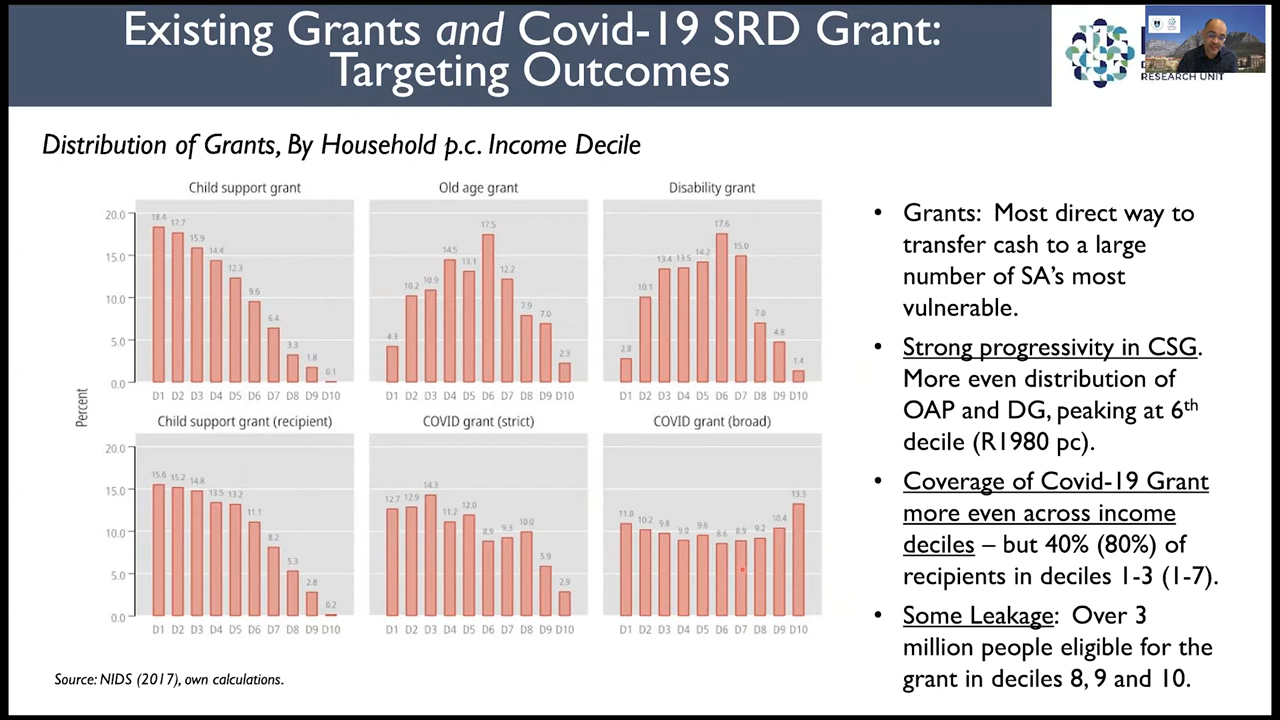 Existing Grants and Covid-19 SRD Grant:
Targeting Outcomes
RESEARCH UNIT
Distribution of Grants, By Household p.c. Income Decile
Percent
Child support grant
20.0
15.0
10.0
5.0
0.0
18.4 17.7 15.9 14.4 12.3 9.6 6.4 3.3 1.8 0.1
D1 D2 D3 D4 D5 D6 D7 D8 D9 D10
Old age grant
4.3 10.2 10.9 14.5 13.1 17.5 12.2 7.9 7.0 2.3
D1 D2 D3 D4 D5 D6 D7 D8 D9 D10
Disability grant
2.8 10.1 13.4 13.5 14.2 17.6 15.0 7.0 4.8 1.4
D1 D2 D3 D4 D5 D6 D7 D8 D9 D10
Child support grant (recipient)
20.0
15.0
10.0
5.0
0.0
15.6 15.2 14.8 13.5 13.2 11.1 8.2 5.3 2.8 0.2
D1 D2 D3 D4 D5 D6 D7 D8 D9 D10
COVID grant (strict)
12.7 12.9 14.3 11.2 12.0 8.9 9.3 10.0 5.9 2.9
D1 D2 D3 D4 D5 D6 D7 D8 D9 D10
COVID grant (broad)
11.0 10.2 9.8 9.0 9.6 8.6 8.9 9.2 10.4 13.3
D1 D2 D3 D4 D5 D6 D7 D8 D9 D10
Source: NIDS (2017), own calculations.
• Grants: Most direct way to
transfer cash to a large
number of SA's most
vulnerable.
• Strong progressivity in CSG.
More even distribution of
OAP and DG, peaking at 6th
decile (R1980 pc).
• Coverage of Covid-19 Grant
more even across income
deciles – but 40% (80%) of
recipients in deciles 1-3 (1-7).
• Some Leakage: Over 3
million people eligible for the
grant in deciles 8, 9 and 10.